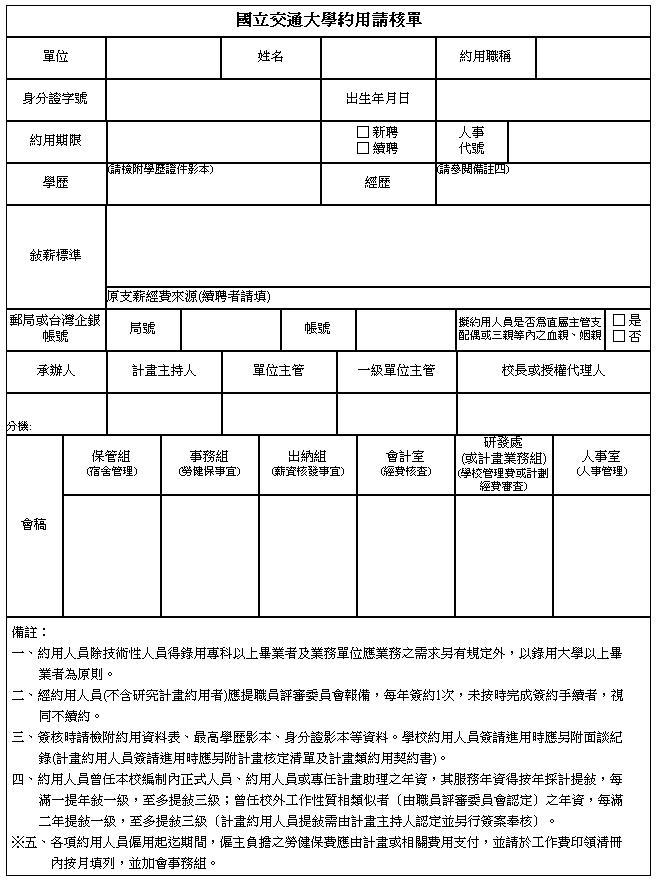 國立交通大學約用請核單
單位 姓名 約用職稱
身分證字號 出生年月日
約用期限 □ 新聘 人事
□ 續聘 代號
學歷 (請檢附學歷證件影本) 經歷 (請參閱備註四)
敍薪標準
原支薪經費來源(續聘者請填)
郵局或台灣企銀 局號 帳號 擬約用人員是否為直屬主管支 □ 是
帳號 配偶或三親等內之血親、姻親 □ 否
承辦人 計畫主持人 單位主管 一級單位主管 校長或授權代理人
分機:
會稿
保管組 事務組 出納組 會計室 研發處 人事室
(宿舍管理) (勞健保事宜) (薪資核發事宜) (經費核查) (或計畫業務組) (人事管理)
(學校管理費或計劃
經費審查)
備註：
一、約用人員除技術性人員得錄用專科以上畢業者及業務單位應業務之需求另有規定外，以錄用大學以上畢
業者為原則。
二、經約用人員(不含研究計畫約用者)應提職員評審委員會報備，每年簽約1次，未按時完成簽約手續者，視
同不續約。
三、簽核時請檢附約用資料表、最高學歷影本、身分證影本等資料。學校約用人員簽請進用時應另附面談紀
錄(計畫約用人員簽請進用時應另附計畫核定清單及計畫類約用契約書)。
四、約用人員曾任本校編制內正式人員、約用人員或專任計畫助理之年資，其服務年資得按年採計提敍，每
滿一提年敍一級，至多提敍三級；曾任校外工作性質相類似者〔由職員評審委員會認定〕之年資，每滿
二年提敍一級，至多提敍三級〔計畫約用人員提敍需由計畫主持人認定並另行簽案奉核〕。
※五、各項約用人員僱用起迄期間，僱主負擔之勞健保費應由計畫或相關費用支付，並請於工作費印領清冊
內按月填列，並加會事務組。